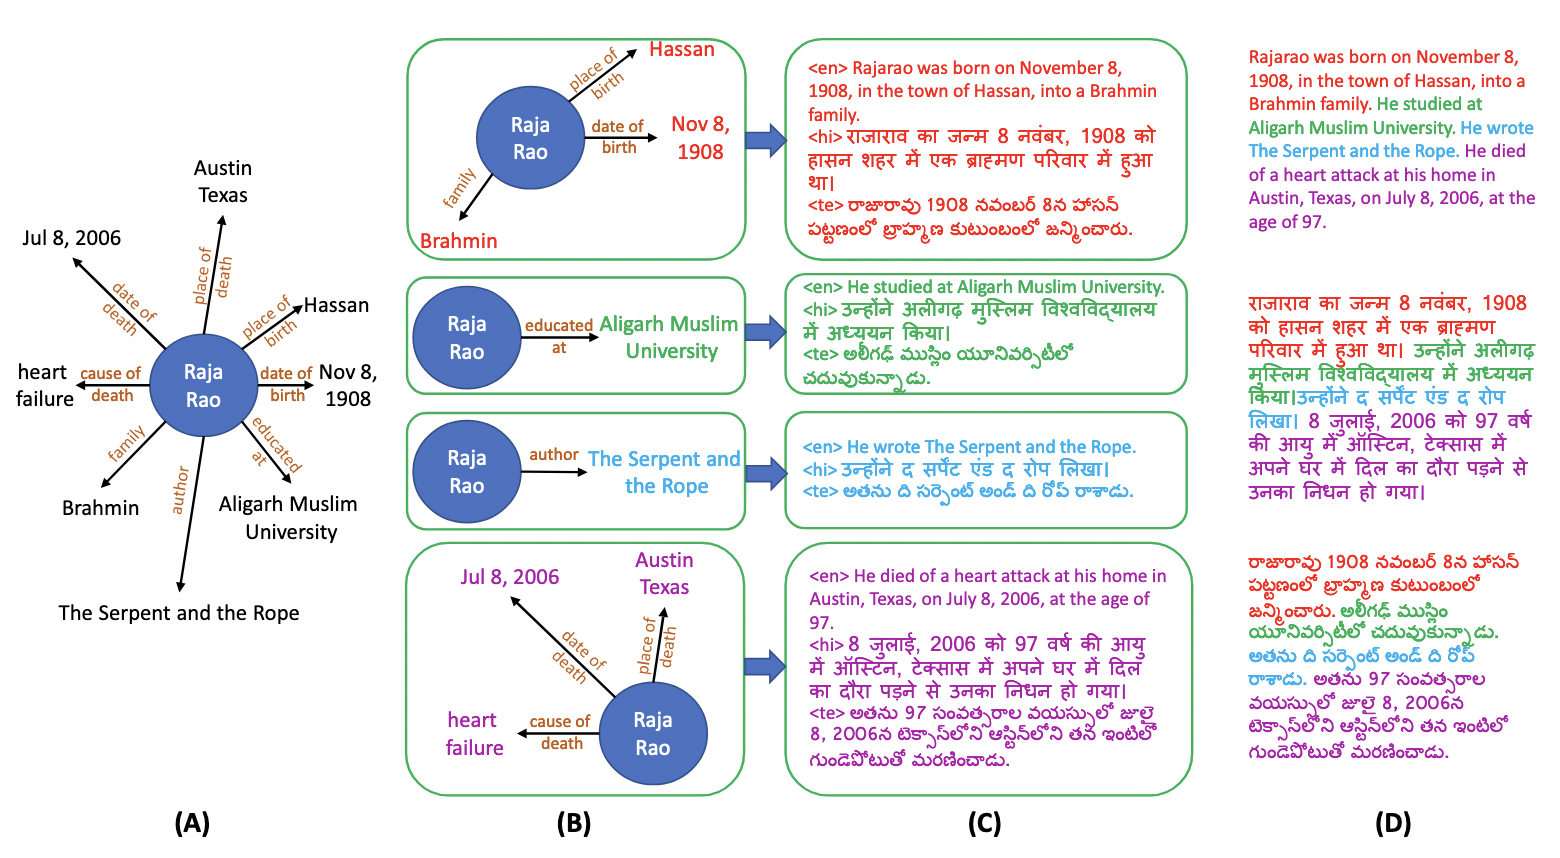 Austin
Texas
Jul 8, 2006
place of
death
date of
death
place of
birth
Hassan
heart
failure
cause of
death
Raja
Rao
date of
birth
Nov 8,
1908
family
author
educated
at
Brahmin
Aligarh Muslim
University
The Serpent and the Rope
(A)
Hassan
place of
birth
Raja
Rao
date of
birth
Nov 8,
1908
family
Brahmin
Raja
Rao
educated
at
Aligarh Muslim
University
Raja
Rao
author
The Serpent and
the Rope
Austin
Texas
Jul 8, 2006
date of
death
place of
death
heart
failure
cause of
death
Raja
Rao
(B)
<en> Rajarao was born on November 8,
1908, in the town of Hassan, into a Brahmin
family.
<hi> राजाराव का जन्म 8 नवंबर, 1908 को
हासन शहर में एक ब्राह्मण परिवार में हुआ
था।
<te> రాజారావు 1908 నవంబర్ 8న హాసన్
పట్టణంలో బ్రాహ్మణ కుటుంబంలో జన్మించారు.
<en> He studied at Aligarh Muslim University.
<hi> उन्होंने अलीगढ़ मुस्लिम विश्वविद्यालय
में अध्ययन किया।
<te> అలీగఢ్ ముస్లిం యూనివర్సిటీలో
చదువుకున్నాడు.
<en> He wrote The Serpent and the Rope.
<hi> उन्होंने द सर्पेंट एंड द रोप लिखा।
<te> అతను ది సర్పెంట్ అండ్ ది రోప్ రాశాడు.
<en> He died of a heart attack at his home in
Austin, Texas, on July 8, 2006, at the age of
97.
<hi> 8 जुलाई, 2006 को 97 वर्ष की आयु
में ऑस्टिन, टेक्सास में अपने घर में दिल
का दौरा पड़ने से उनका निधन हो गया।
<te> అతను 97 సంవత్సరాల వయస్సులో జూలై
8, 2006న టెక్సాస్‌లోని ఆస్టిన్‌లోని తన ఇంటిలో
గుండెపోటుతో మరణించాడు.
(C)
Rajarao was born on November 8,
1908, in the town of Hassan, into a
Brahmin family. He studied at
Aligarh Muslim University. He wrote
The Serpent and the Rope. He died
of a heart attack at his home in
Austin, Texas, on July 8, 2006, at the
age of 97.
राजाराव का जन्म 8 नवंबर, 1908
को हासन शहर में एक ब्राह्मण
परिवार में हुआ था। उन्होंने अलीगढ़
मुस्लिम विश्वविद्यालय में अध्ययन
किया।उन्होंने द सर्पेंट एंड द रोप
लिखा। 8 जुलाई, 2006 को 97 वर्ष
की आयु में ऑस्टिन, टेक्सास में
अपने घर में दिल का दौरा पड़ने से
उनका निधन हो गया।
రాజారావు 1908 నవంబర్ 8న హాసన్
పట్టణంలో బ్రాహ్మణ కుటుంబంలో
జన్మించారు. అలీగఢ్ ముస్లిం
యూనివర్సిటీలో చదువుకున్నాడు.
అతను ది సర్పెంట్ అండ్ ది రోప్
రాశాడు. అతను 97 సంవత్సరాల
వయస్సులో జూలై 8, 2006న
టెక్సాస్‌లోని ఆస్టిన్‌లోని తన ఇంటిలో
గుండెపోటుతో మరణించాడు.
(D)